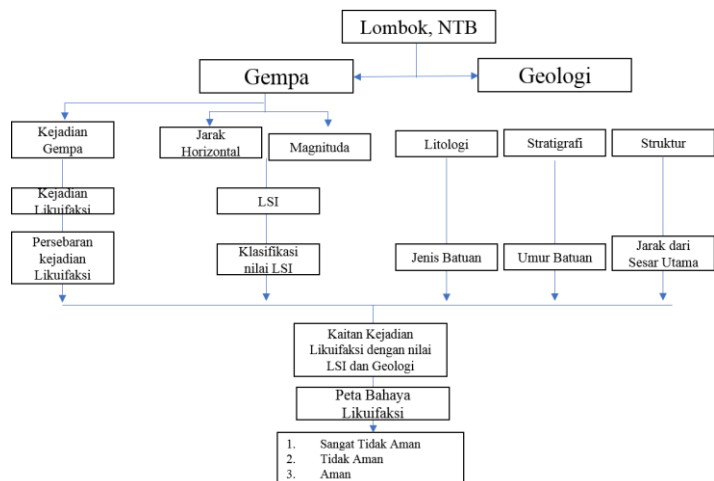 Lombok, NTB
Gempa
Geologi
Kejadian
Gempa
Jarak
Horizontal
Magnituda
Litologi
Stratigrafi
Struktur
Kejadian
Likuifaksi
LSI
Persebaran
kejadian
Likuifaksi
Klasifikasi
nilai LSI
Jenis Batuan
Umur Batuan
Jarak dari
Sesar Utama
Kaitan Kejadian
Likuifaksi dengan nilai
LSI dan Geologi
Peta Bahaya
Likuifaksi
1. Sangat Tidak Aman
2. Tidak Aman
3. Aman